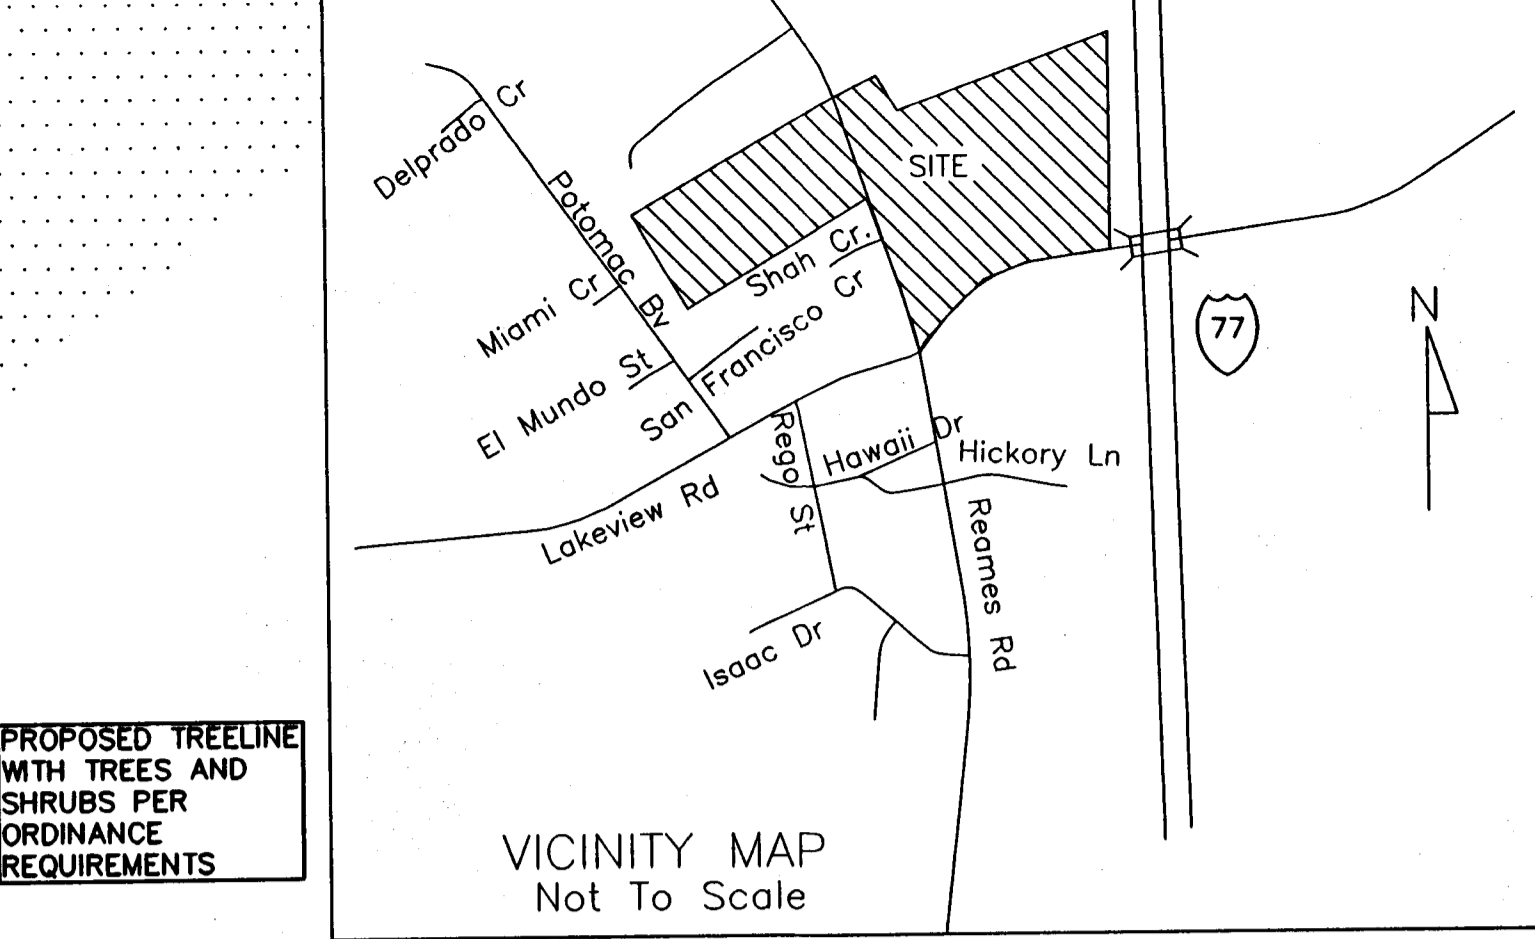 Delprado Cr
Potomac Bv
SITE
Shah Cr.
Miami Cr
San Francisco Cr
El Mundo St
77
N
Rego St
Hawaii Dr
Hickory Ln
Lakeview Rd
Reames Rd
Isaac Dr
PROPOSED TREELINE
WITH TREES AND
SHRUBS PER
ORDINANCE
REQUIREMENTS
VICINITY MAP
Not To Scale